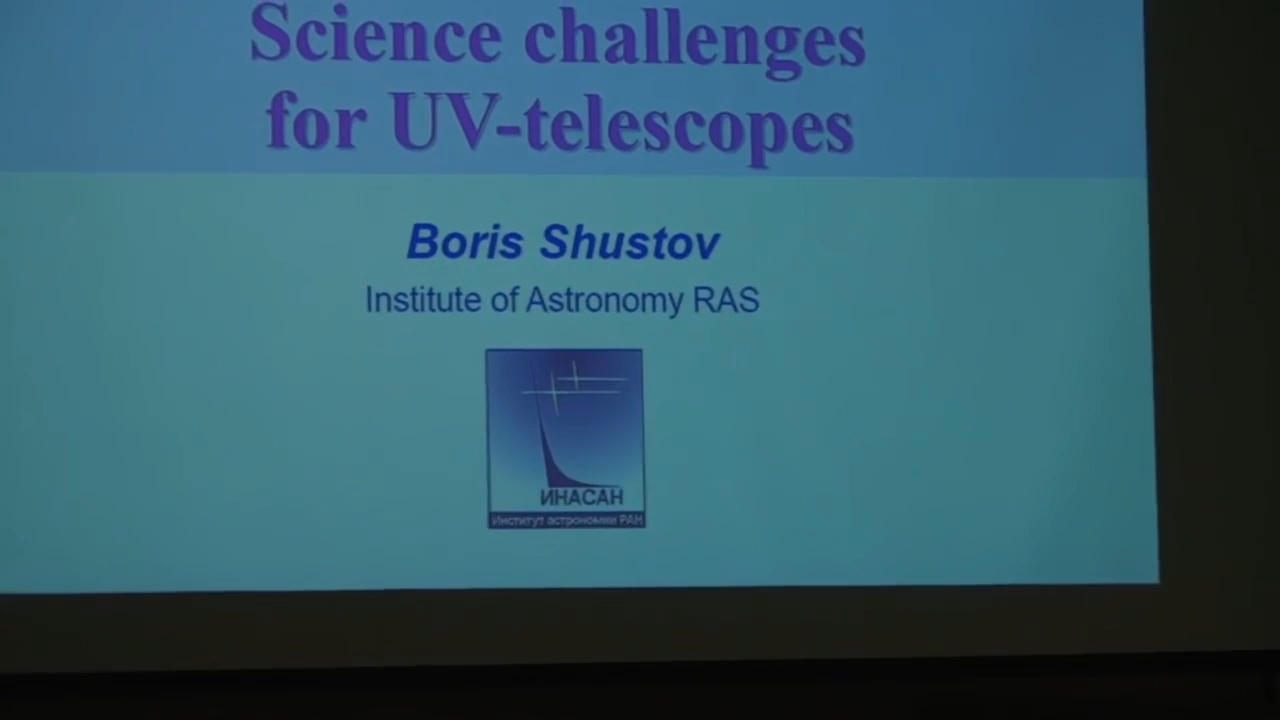 Science challenges
for UV-telescopes
Boris Shustov
Institute of Astronomy RAS
ИНАСАН
Институт астрономии РАН